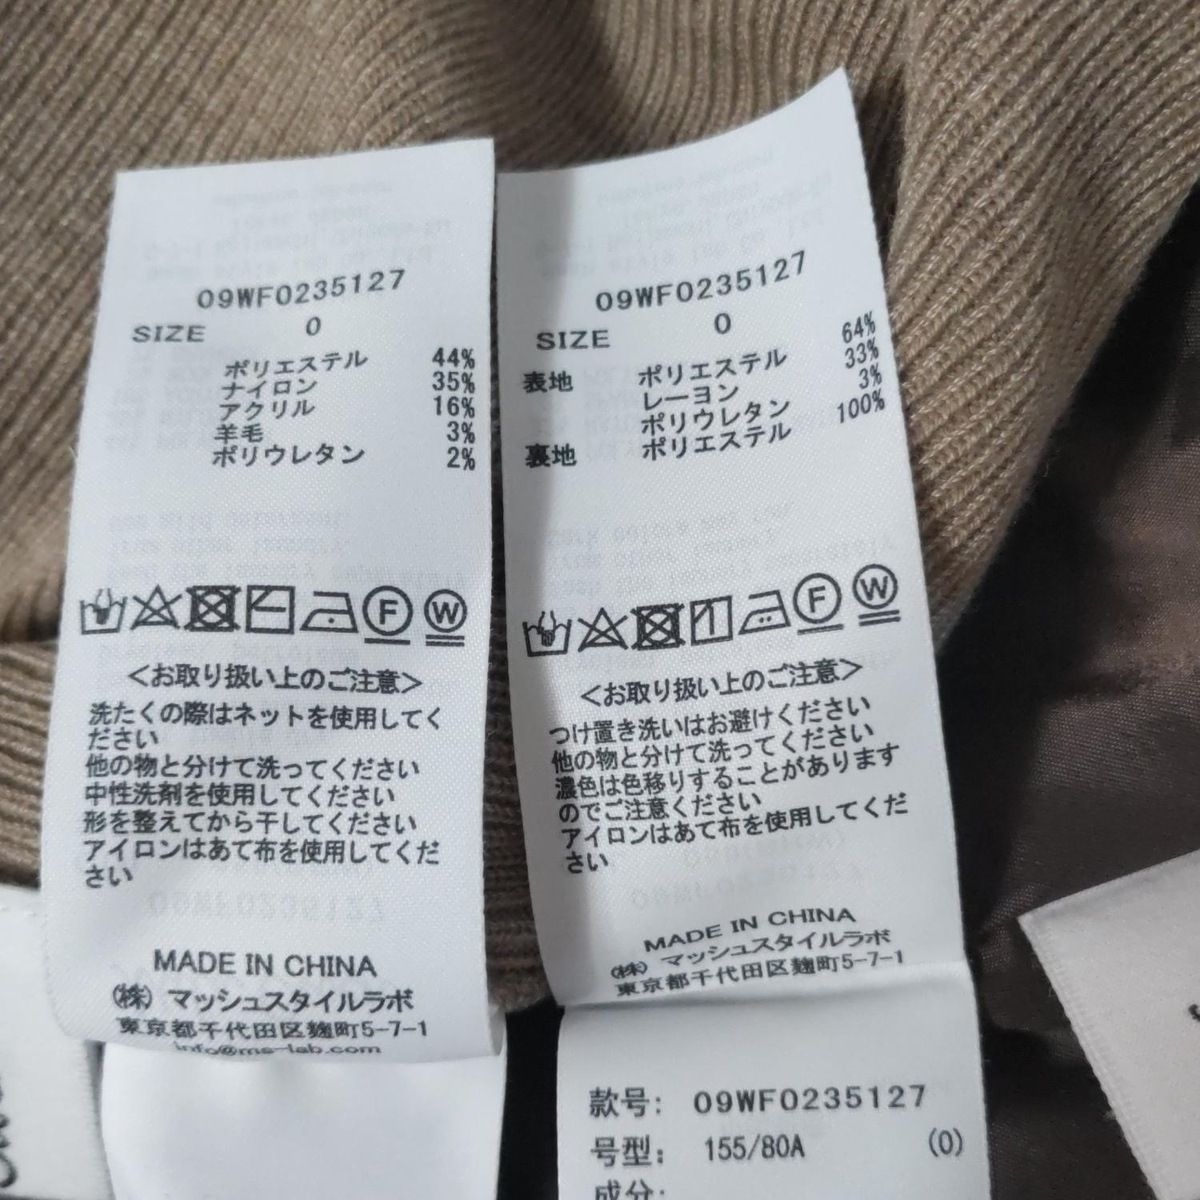 09WF0235127
SIZE 0
ポリエステル 44%
ナイロン 35%
アクリル 16%
羊毛 3%
ポリウレタン 2%
F W
<お取り扱い上のご注意>
洗たくの際はネットを使用してく
ださい
他の物と分けて洗ってください
中性洗剤を使用してください
形を整えてから干してください
アイロンはあて布を使用してくだ
さい
MADE IN CHINA
㈱ マッシュスタイルラボ
東京都千代田区麹町5-7-1
info@ms-lab.com
09WF0235127
SIZE 0
表地 ポリエステル 64%
レーヨン 33%
ポリウレタン 3%
裏地 ポリエステル 100%
F W
<お取り扱い上のご注意>
つけ置き洗いはお避けください
他の物と分けて洗ってください
濃色は色移りすることがあります
のでご注意ください
アイロンはあて布を使用してくだ
さい
MADE IN CHINA
㈱ マッシュスタイルラボ
東京都千代田区麹町5-7-1
款号: 09WF0235127
号型: 155/80A (0)
成分: